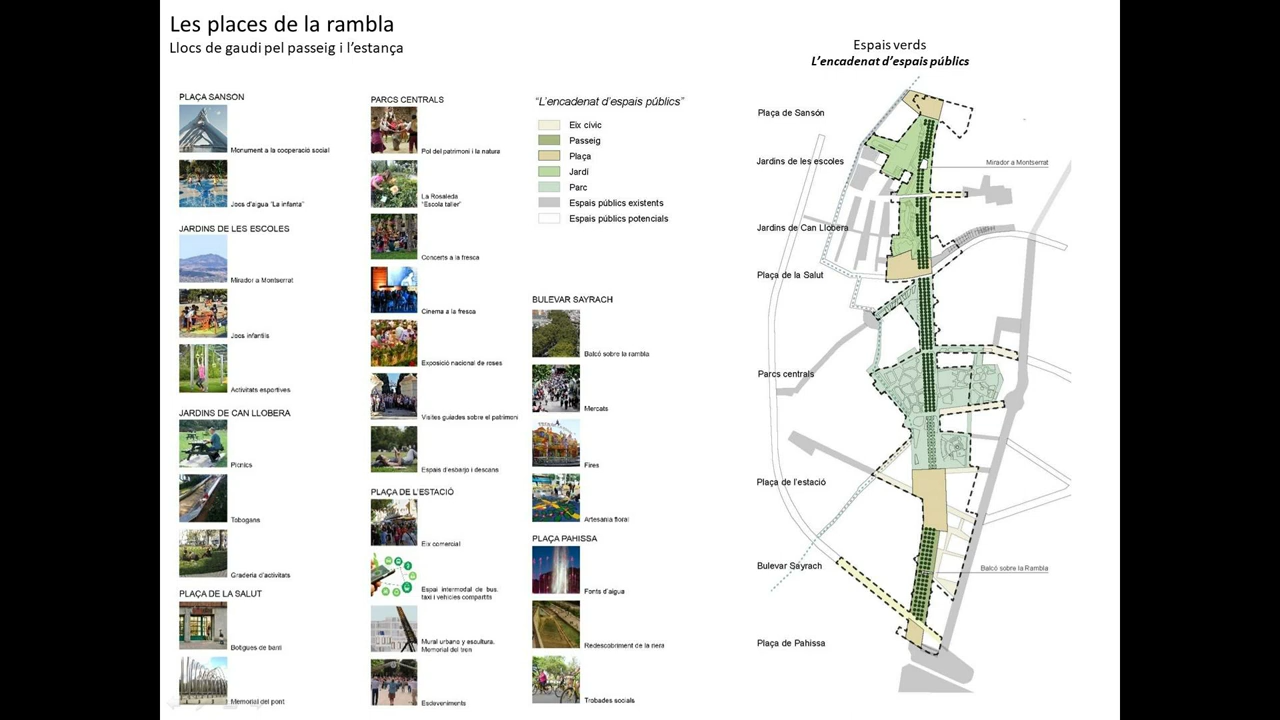 Les places de la rambla
Llocs de gaudi pel passeig i l'estança
PLAÇA SANSON
Monument a la cooperació social
Jocs d'aigua "La infanta"
JARDINS DE LES ESCOLES
Mirador a Montserrat
Jocs infantils
Activitats esportives
JARDINS DE CAN LLOBERA
Picnics
Tobogans
Graderia d'activitats
PLAÇA DE LA SALUT
Botigues de barri
Memorial del pont
PARCS CENTRALS
Pol del patrimoni i la natura
La Rosaleda
"Escola taller"
Concerts a la fresca
Cinema a la fresca
Exposició nacional de roses
Visites guiades sobre el patrimoni
Espais d'esbarjo i descans
PLAÇA DE L'ESTACIÓ
Eix comercial
Espai intermodal de bus,
taxi i vehicles compartits
Mural urbano y escultura.
Memorial del tren
Esdeveniments
"L'encadenat d'espais públics"
Eix cívic
Passeig
Plaça
Jardí
Parc
Espais públics existents
Espais públics potencials
BULEVAR SAYRACH
Balcó sobre la rambla
Mercats
Fires
Artesania floral
PLAÇA PAHISSA
Fonts d'aigua
Redescobriment de la riera
Trobades socials
Espais verds
L'encadenat d'espais públics
Plaça de Sansón
Jardins de les escoles
Mirador a Montserrat
Jardins de Can Llobera
Plaça de la Salut
Parcs centrals
Plaça de l'estació
Bulevar Sayrach
Balcó sobre la Rambla
Plaça de Pahissa